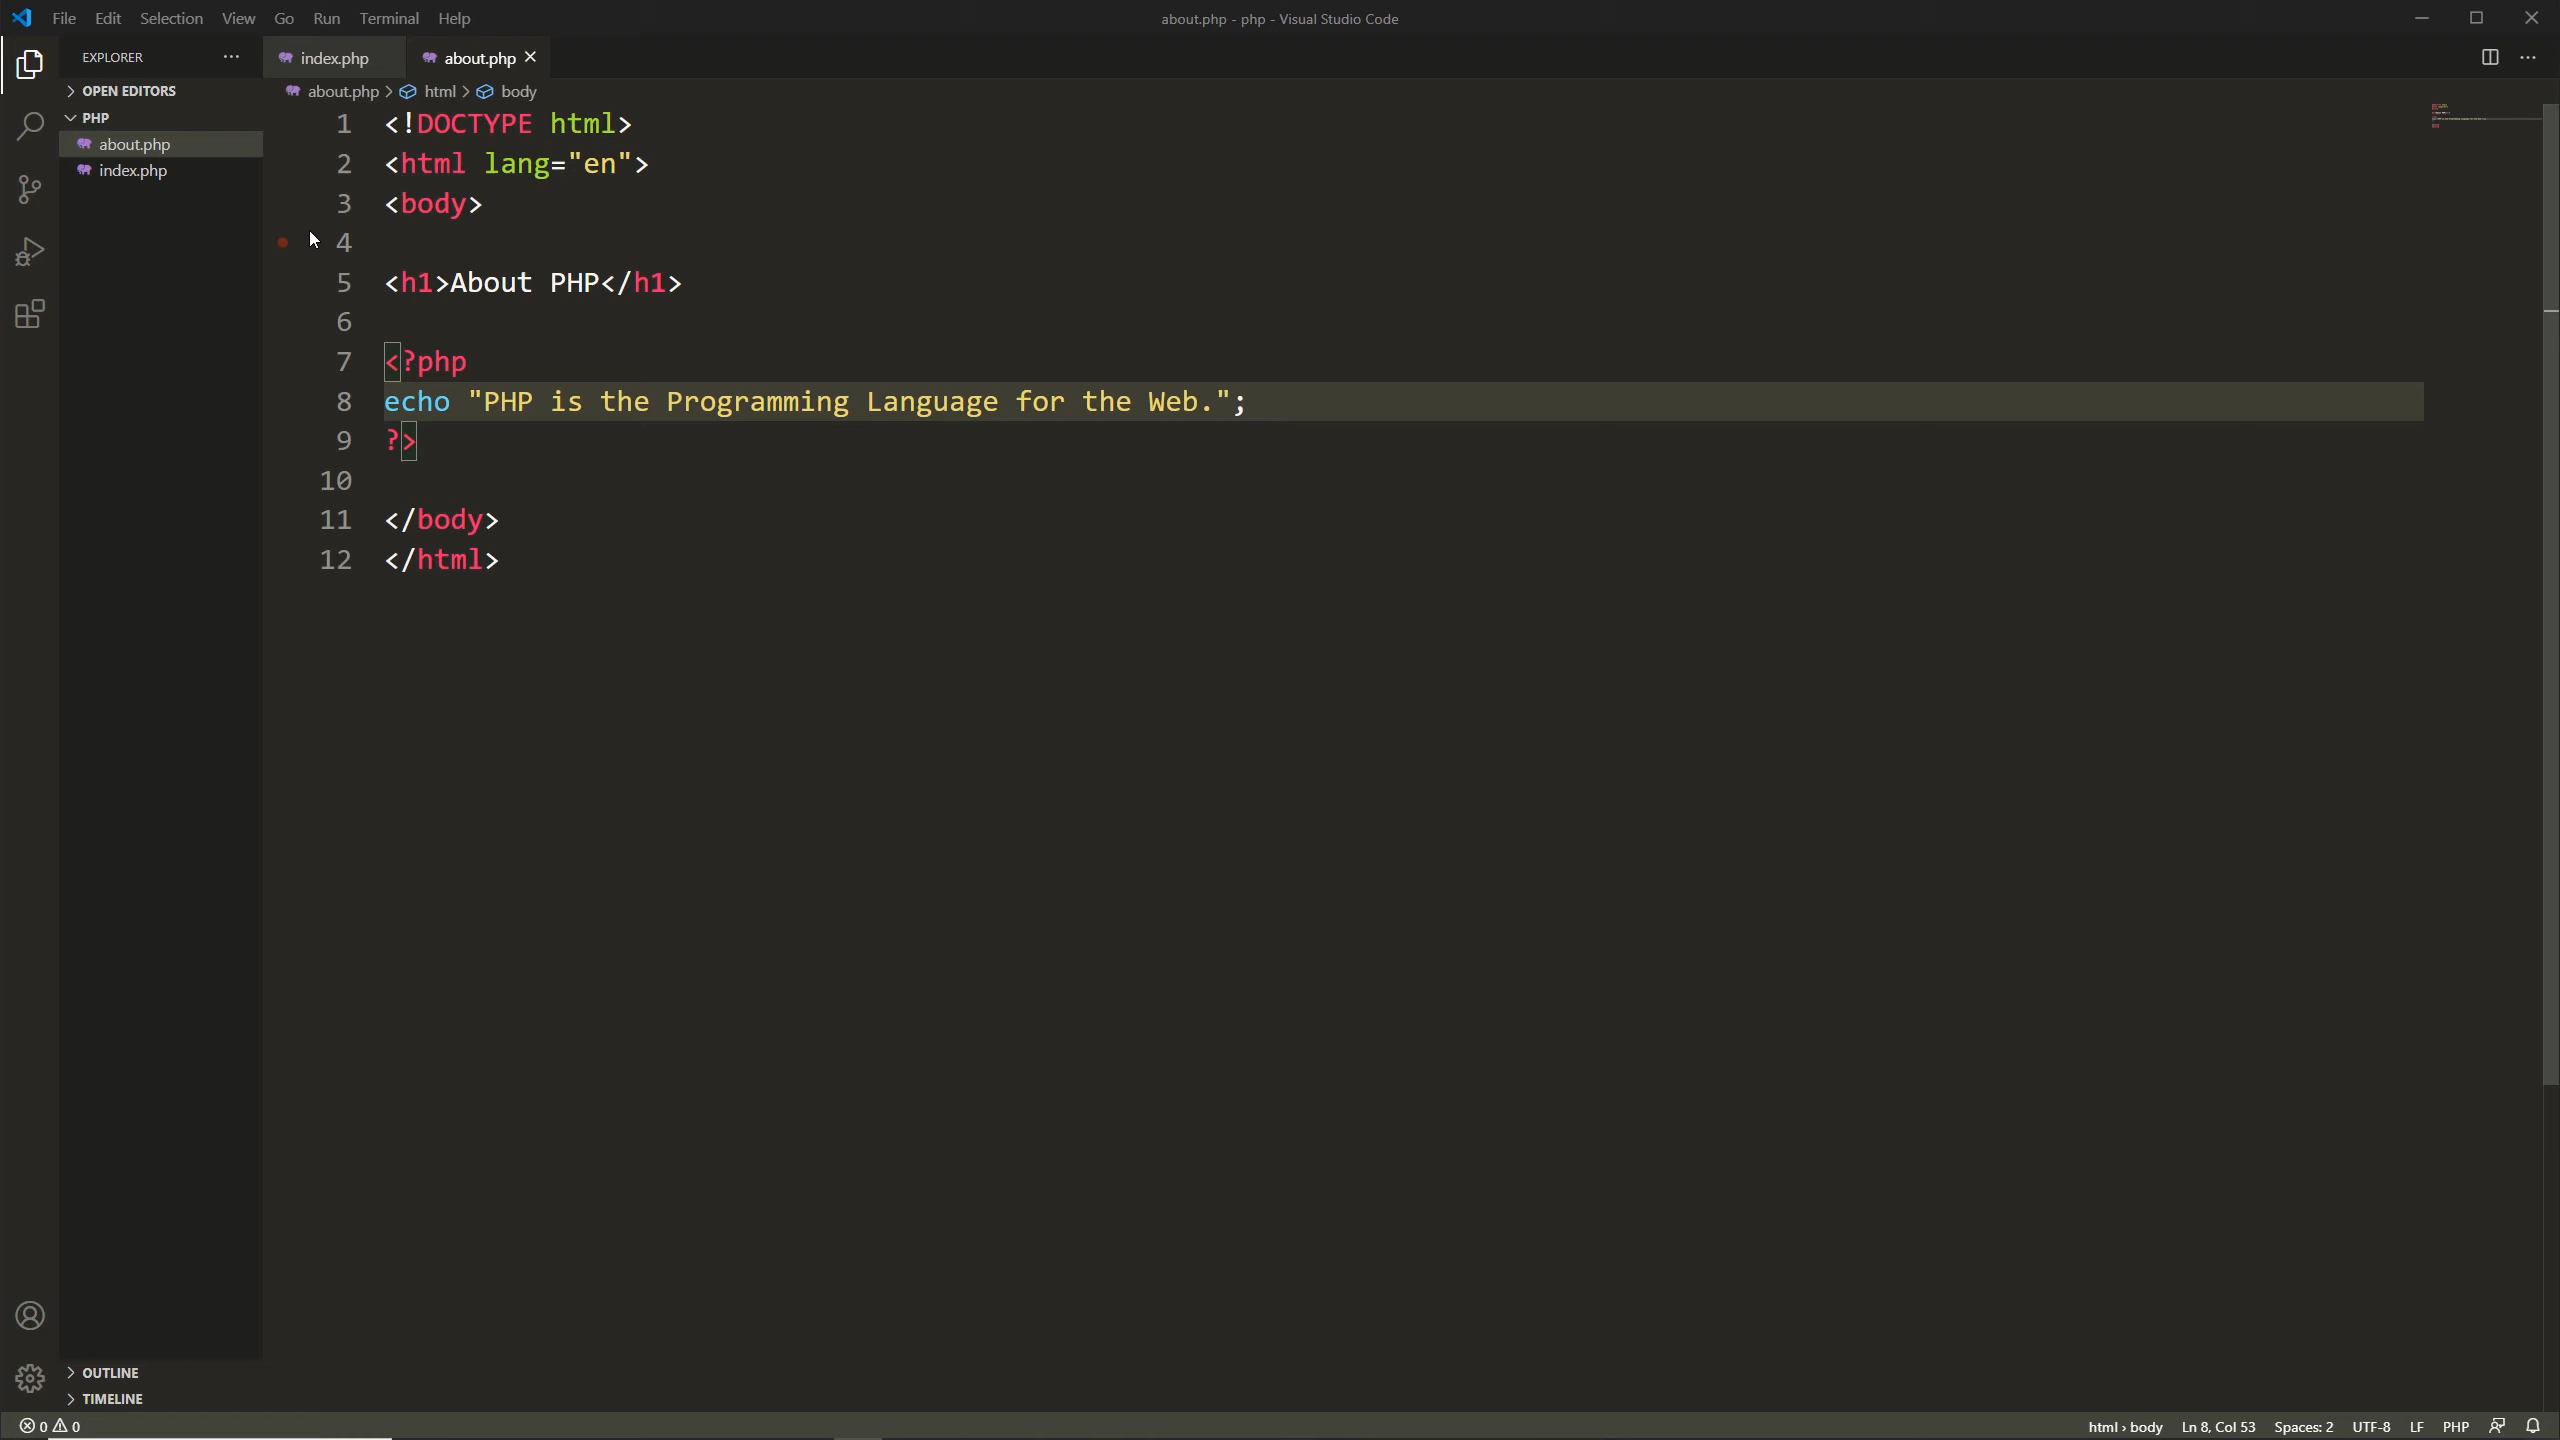 File Edit Selection View Go Run Terminal Help
about.php - php - Visual Studio Code
EXPLORER
index.php
about.php
OPEN EDITORS
PHP
about.php
index.php
about.php > html > body
1 <!DOCTYPE html>
2 <html lang="en">
3 <body>
4
5 <h1>About PHP</h1>
6
7 <?php
8 echo "PHP is the Programming Language for the Web.";
9 ?>
10
11 </body>
12 </html>
OUTLINE
TIMELINE
0 0
html › body Ln 8, Col 53 Spaces: 2 UTF-8 LF PHP